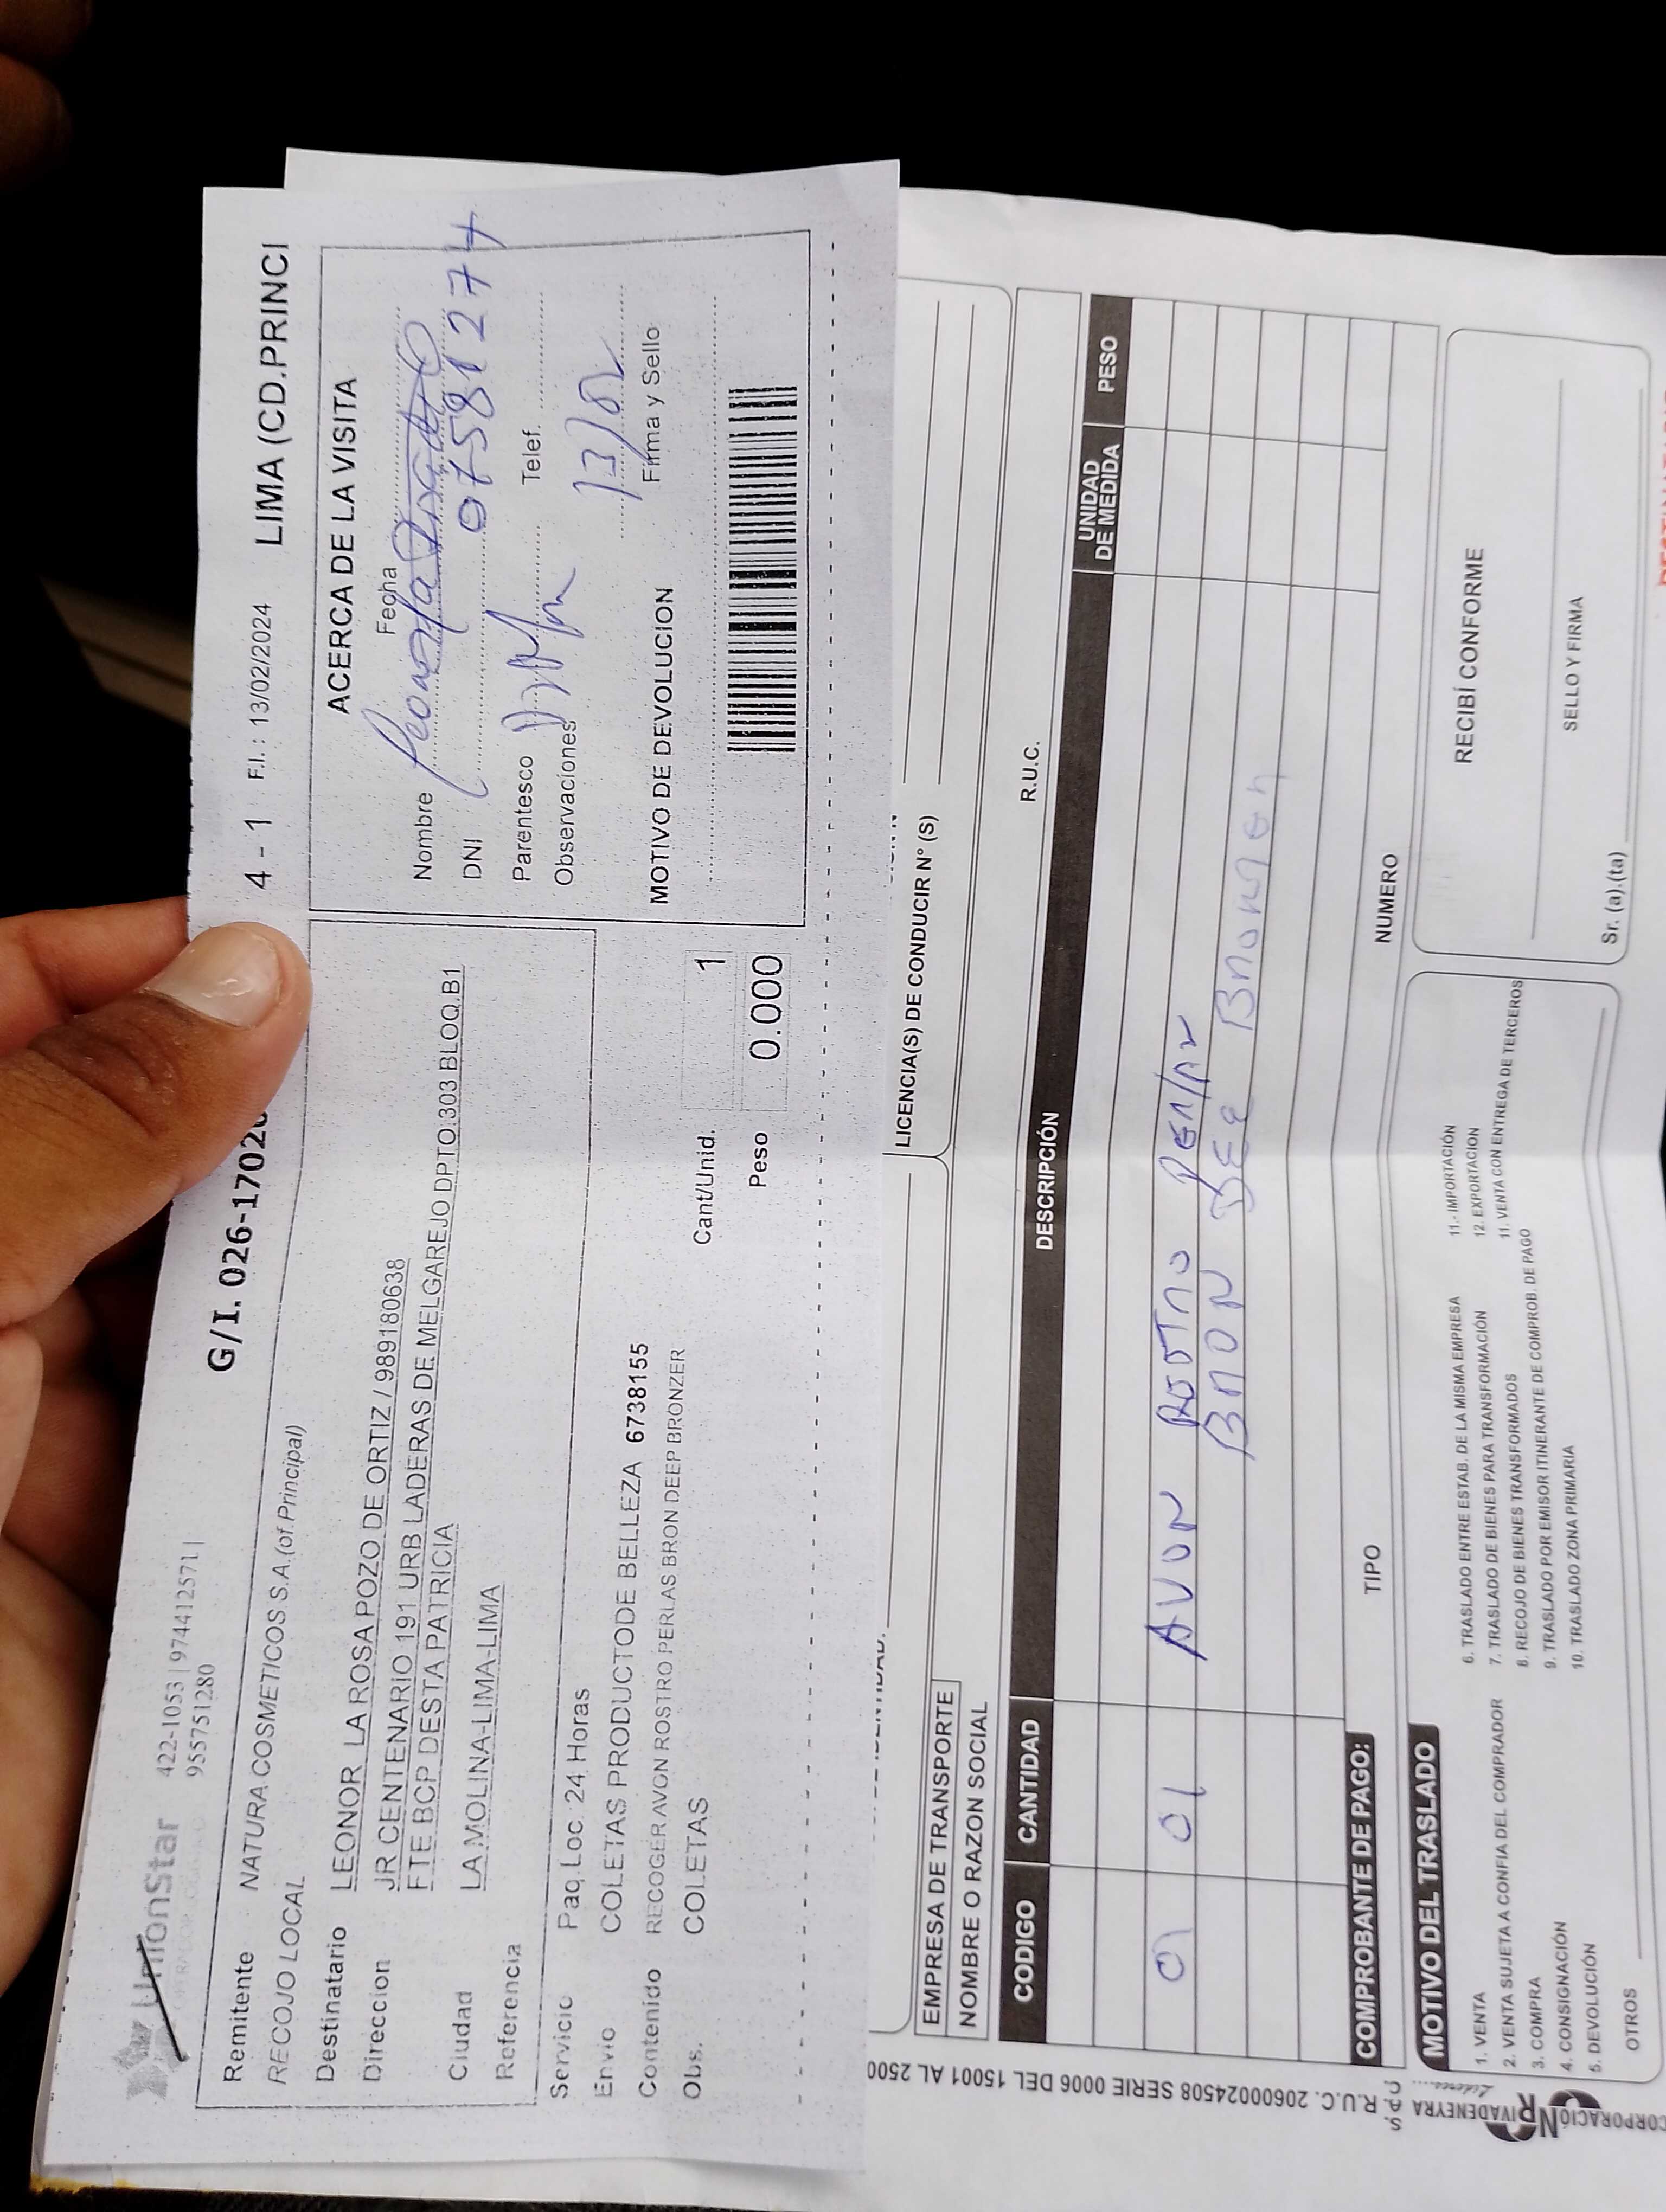 UnionStar 422-1053 | 974412571 |
955751280
G/I. 026-1702
4 - 1 F.I. : 13/02/2024 LIMA (CD.PRINCI
Remitente NATURA COSMETICOS S.A.(of.Principal)
RECOJO LOCAL
Destinatario LEONOR LA ROSA POZO DE ORTIZ / 989180638
Direccion JR CENTENARIO 191 URB LADERAS DE MELGAREJO DPTO.303 BLOQ.B1
FTE BCP DESTA PATRICIA
Ciudad LA MOLINA-LIMA-LIMA
Referencia
Servicio Paq. Loc. 24 Horas
Envio COLETAS PRODUCTODE BELLEZA 6738155
Contenido RECOGER AVON ROSTRO PERLAS BRON DEEP BRONZER
Obs. COLETAS
Cant/Unid. 1
Peso 0.000
ACERCA DE LA VISITA
Fecha
Nombre
DNI 07581274
Parentesco Telef.
Observaciones
13/02
Firma y Sello
MOTIVO DE DEVOLUCION
LICENCIA(S) DE CONDUCIR N° (S)
EMPRESA DE TRANSPORTE
NOMBRE O RAZON SOCIAL R.U.C.
CODIGO CANTIDAD DESCRIPCIÓN UNIDAD DE MEDIDA PESO
01 01 AVON ROSTRO
BRON
COMPROBANTE DE PAGO: TIPO NUMERO
MOTIVO DEL TRASLADO
1. VENTA
2. VENTA SUJETA A CONFIA DEL COMPRADOR
3. COMPRA
4. CONSIGNACIÓN
5. DEVOLUCIÓN
OTROS
6. TRASLADO ENTRE ESTAB. DE LA MISMA EMPRESA
7. TRASLADO DE BIENES PARA TRANSFORMACIÓN
8. RECOJO DE BIENES TRANSFORMADOS
9. TRASLADO POR EMISOR ITINERANTE DE COMPROB. DE PAGO
10. TRASLADO ZONA PRIMARIA
11.- IMPORTACIÓN
12. EXPORTACION
11. VENTA CON ENTREGA DE TERCEROS
RECIBÍ CONFORME
SELLO Y FIRMA
Sr. (a).(ta)
CORPORACIÓN RIVADENEYRA S. A. C. R.U.C. 20600024508 SERIE 0006 DEL 15001 AL 2500